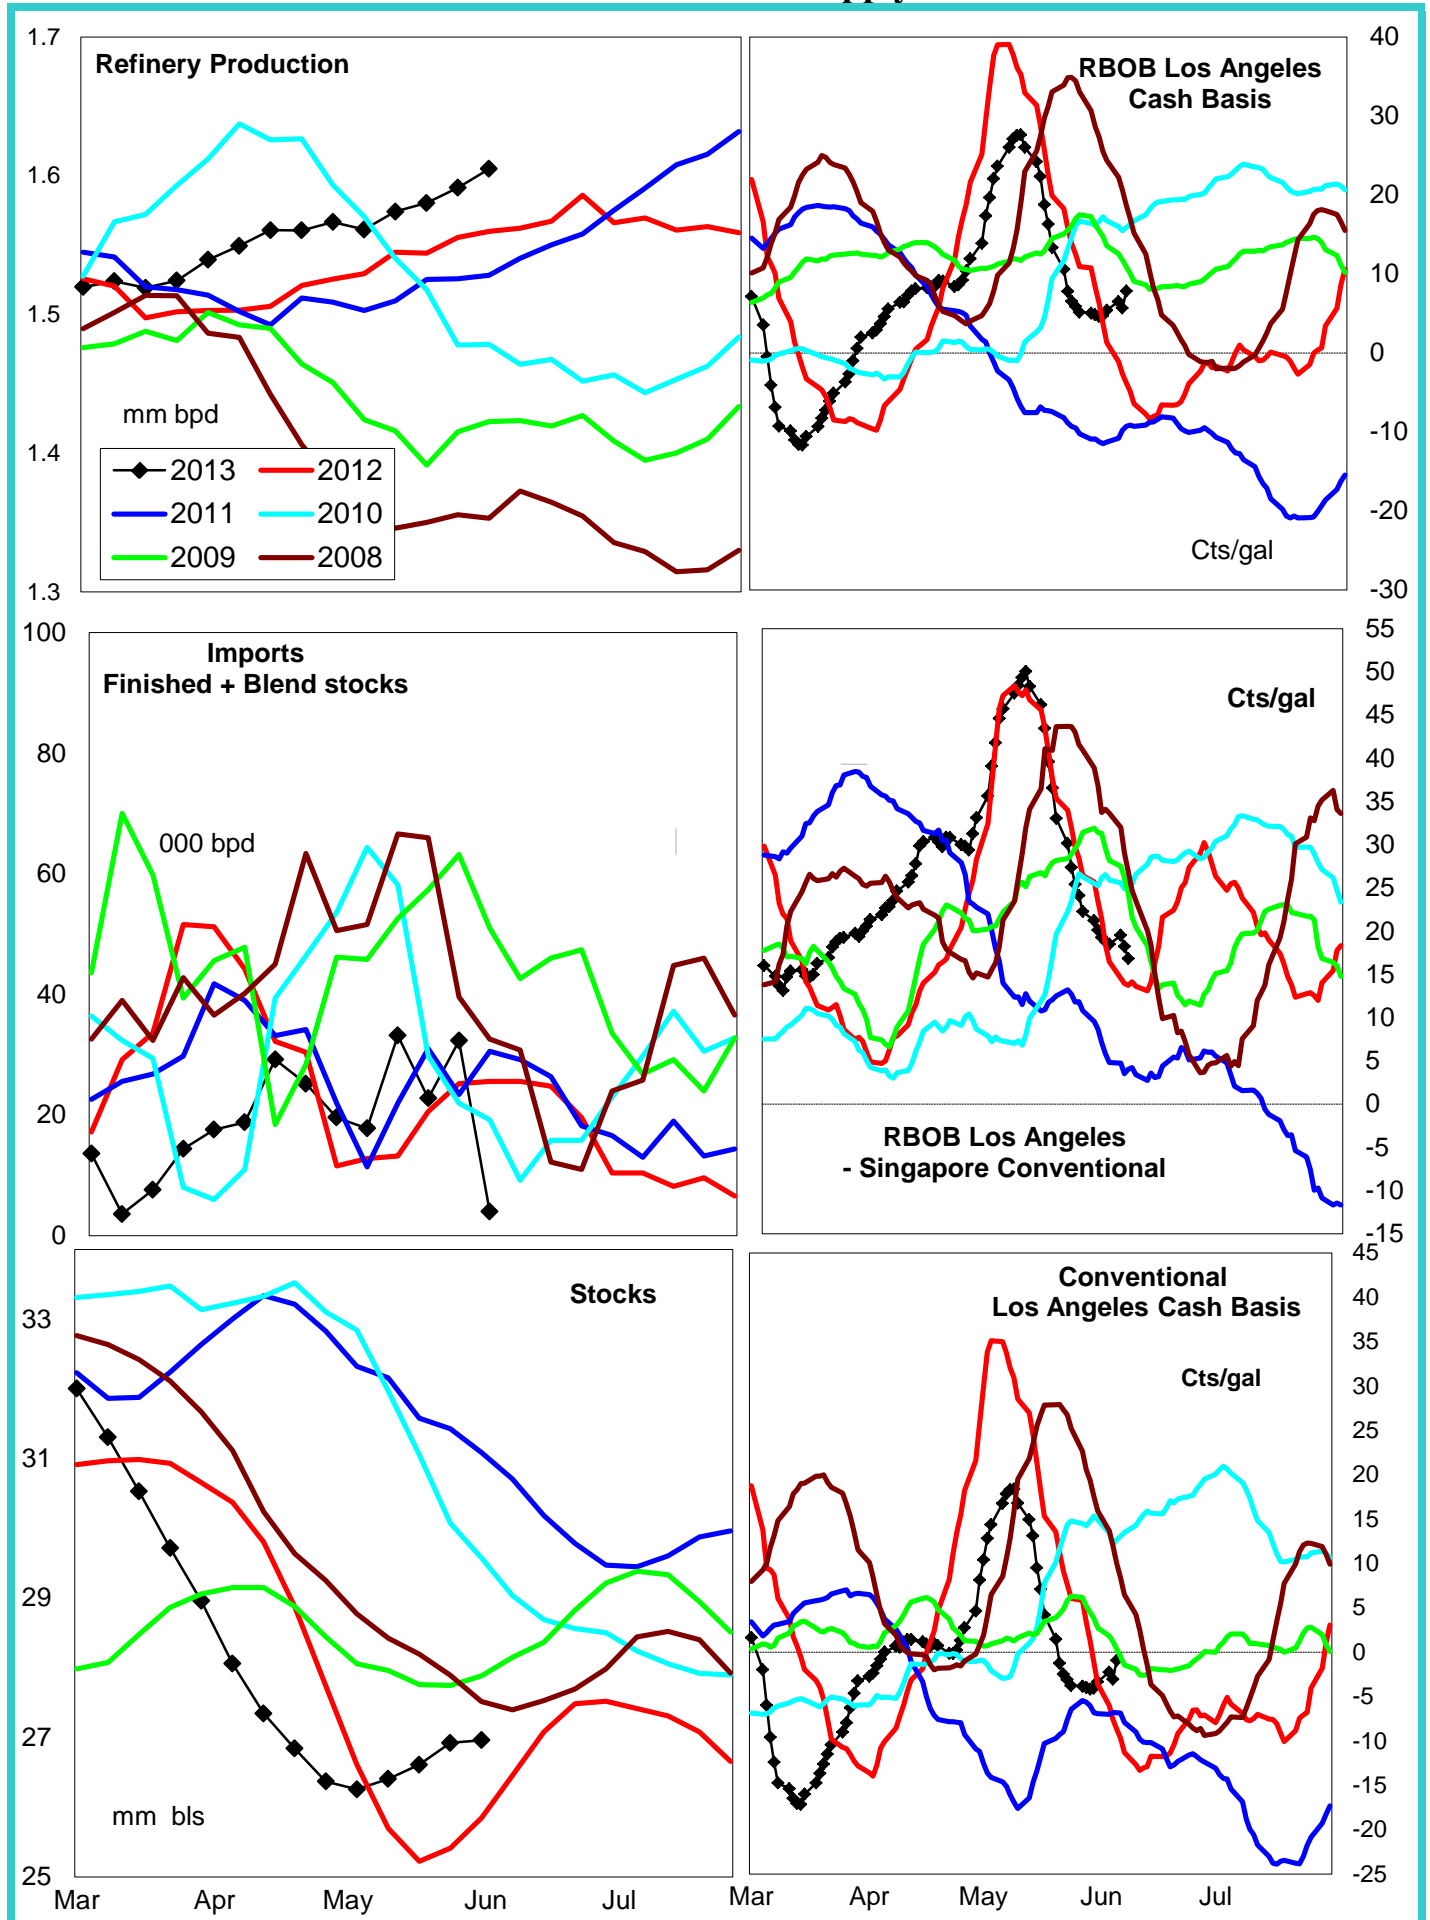 1.7
1.6
1.5
1.4
1.3
Refinery Production
mm bpd
2013
2012
2011
2010
2009
2008
RBOB Los Angeles
Cash Basis
Cts/gal
40
30
20
10
0
-10
-20
-30
100
80
60
40
20
0
Imports
Finished + Blend stocks
000 bpd
Cts/gal
RBOB Los Angeles
- Singapore Conventional
55
50
45
40
35
30
25
20
15
10
5
0
-5
-10
-15
33
31
29
27
25
Stocks
mm bls
Mar
Apr
May
Jun
Jul
Conventional
Los Angeles Cash Basis
Cts/gal
45
40
35
30
25
20
15
10
5
0
-5
-10
-15
-20
-25
Mar
Apr
May
Jun
Jul